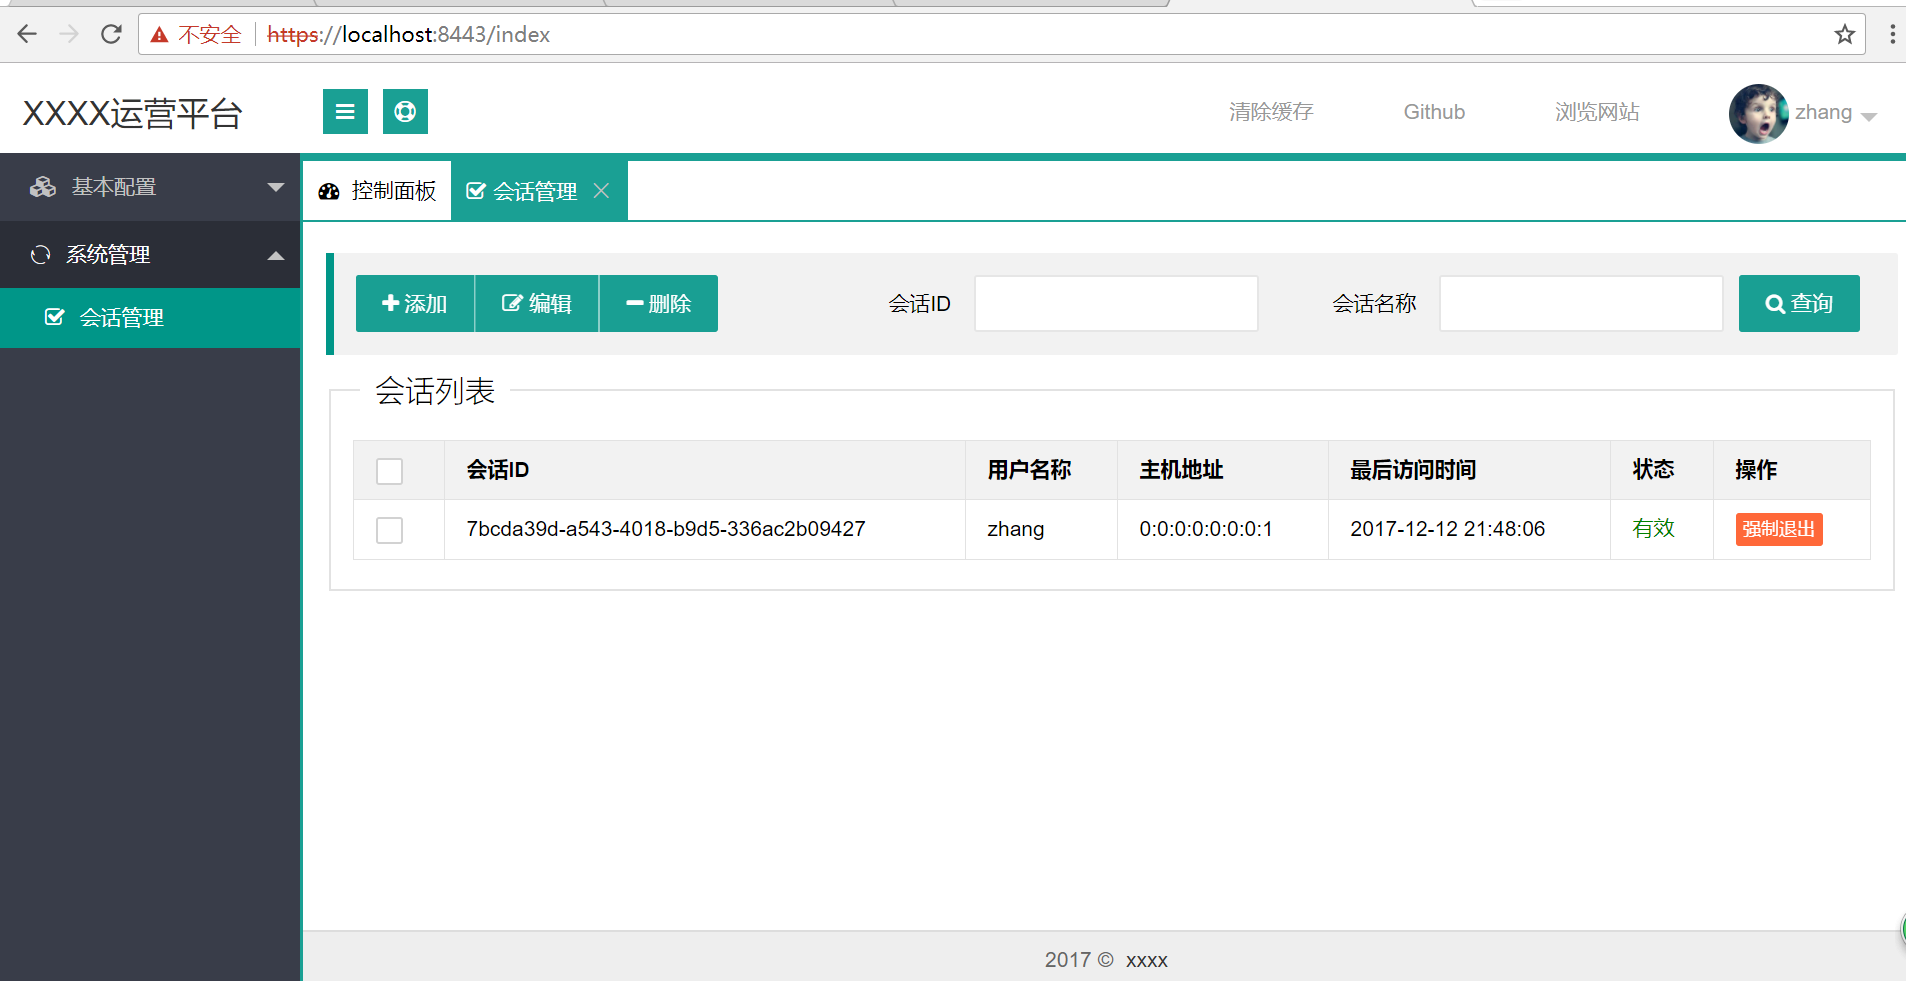 不安全 https://localhost:8443/index
XXXX运营平台 清除缓存 Github 浏览网站 zhang
基本配置
系统管理
会话管理
控制面板 会话管理
添加 编辑 删除 会话ID 会话名称 查询
会话列表
会话ID 用户名称 主机地址 最后访问时间 状态 操作
7bcda39d-a543-4018-b9d5-336ac2b09427 zhang 0:0:0:0:0:0:0:1 2017-12-12 21:48:06 有效 强制退出
2017 © xxxx